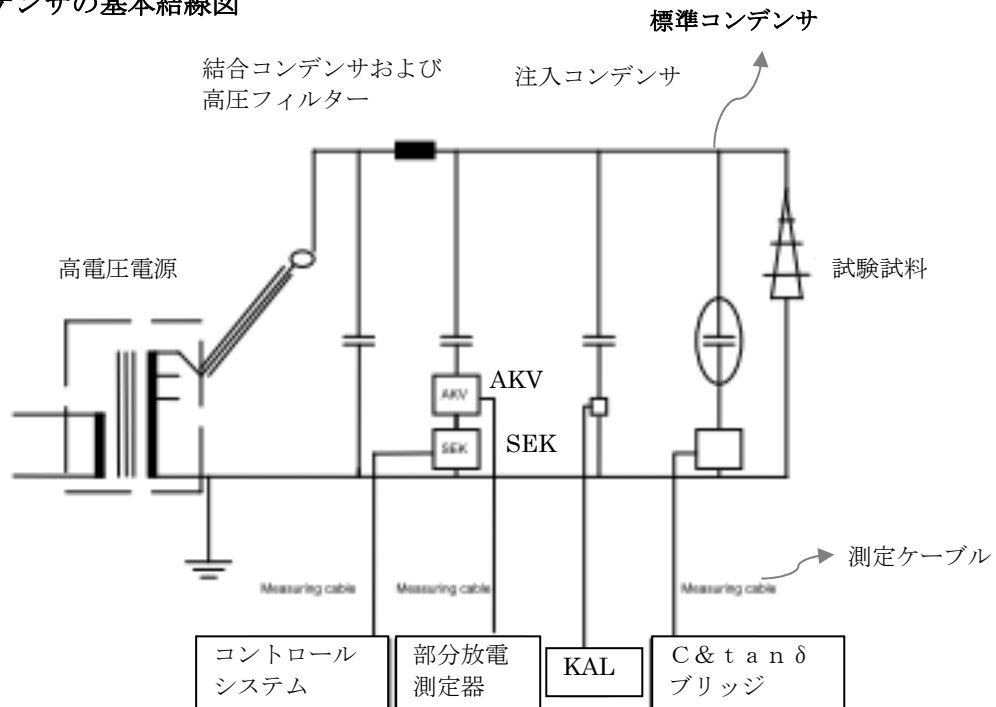 デンサの基本結線図
標準コンデンサ
結合コンデンサおよび
高圧フィルター
注入コンデンサ
高電圧電源
試験試料
AKV
AKV
SEK
SEK
測定ケーブル
Measuring cable
Measuring cable
Measuring cable
コントロール
システム
部分放電
測定器
KAL
C&tanδ
ブリッジ